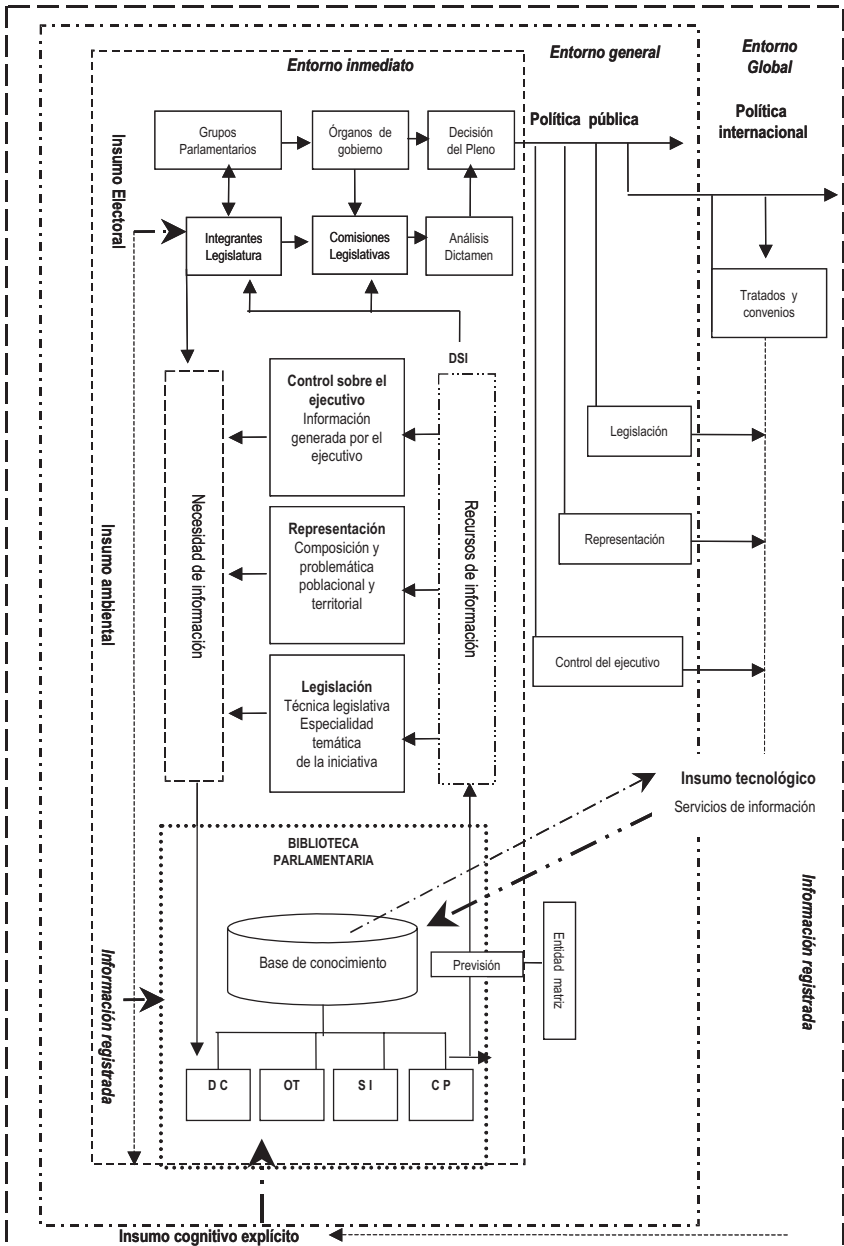 Entorno inmediato
Entorno general
Entorno
Global
Grupos
Parlamentarios
Órganos de
gobierno
Decisión
del Pleno
Política pública
Política
internacional
Insumo Electoral
Integrantes
Legislatura
Comisiones
Legislativas
Análisis
Dictamen
Tratados y
convenios
DSI
Control sobre el
ejecutivo
Información
generada por el
ejecutivo
Legislación
Necesidad de información
Recursos de información
Insumo ambiental
Representación
Composición y
problemática
poblacional y
territorial
Representación
Control del ejecutivo
Legislación
Técnica legislativa
Especialidad
temática
de la iniciativa
Insumo tecnológico
Servicios de información
BIBLIOTECA
PARLAMENTARIA
Base de conocimiento
Previsión
Entidad matriz
Información registrada
Información registrada
D C
OT
S I
C P
Insumo cognitivo explícito